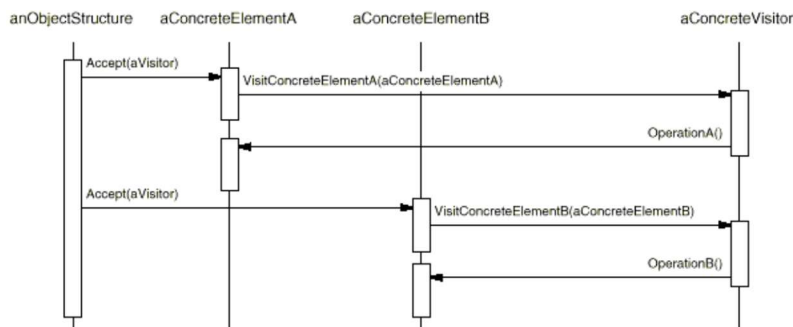 anObjectStructure aConcreteElementA aConcreteElementB aConcreteVisitor
Accept(aVisitor)
VisitConcreteElementA(aConcreteElementA)
OperationA()
Accept(aVisitor)
VisitConcreteElementB(aConcreteElementB)
OperationB()